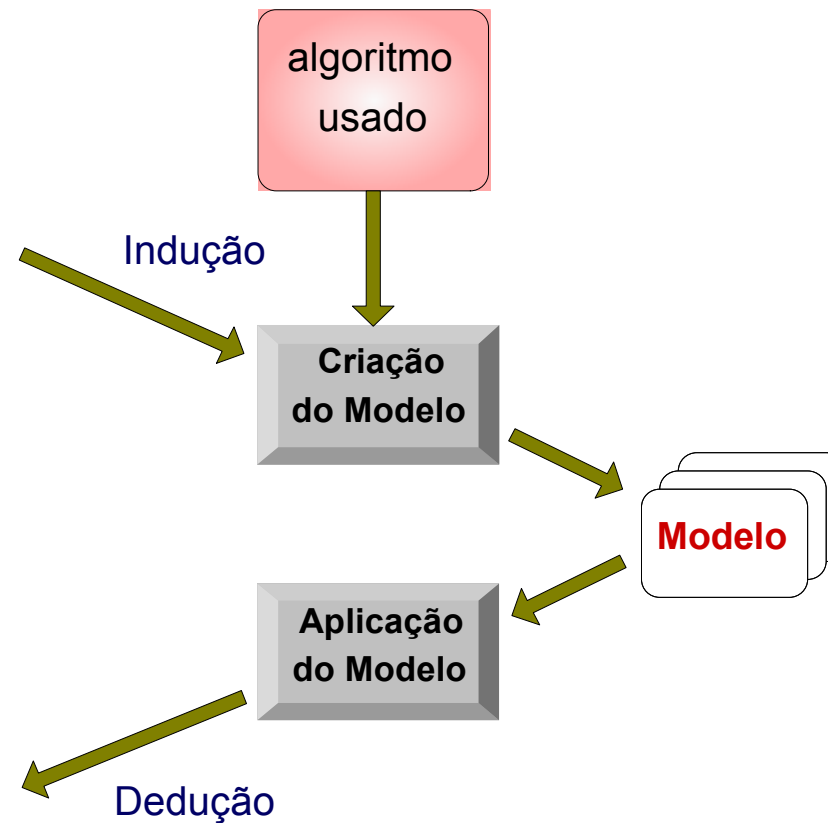 algoritmo
usado
Indução
Criação
do Modelo
Modelo
Aplicação
do Modelo
Dedução